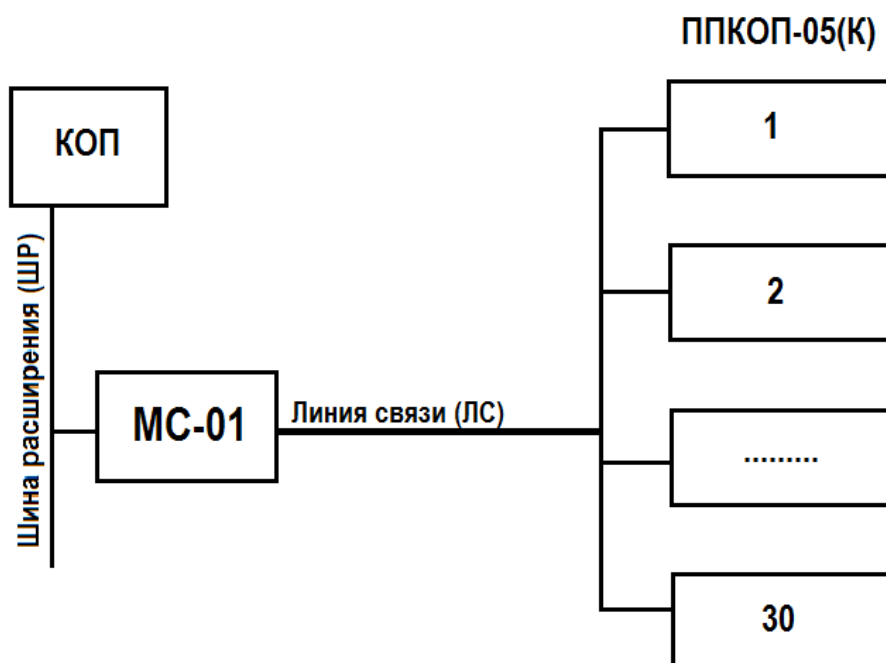 ППКОП-05(К)
КОП
1
Шина расширения (ШР)
2
МС-01
Линия связи (ЛС)
.........
30